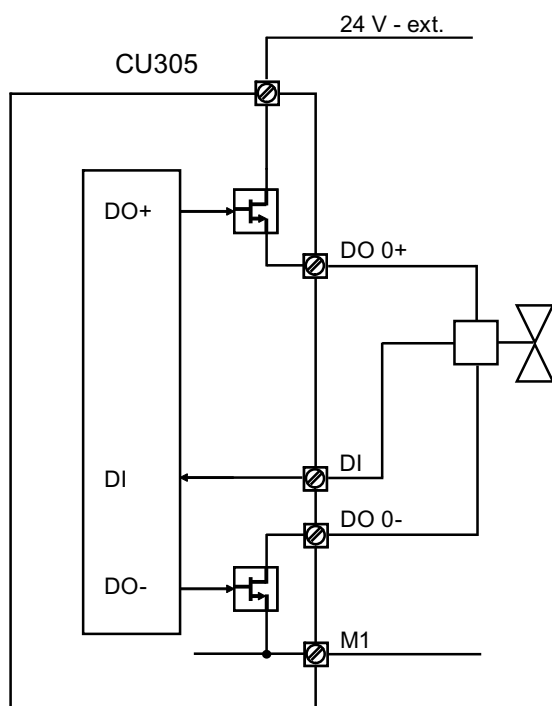 24 V - ext.
CU305
DO+
DO 0+
DI
DI
DO 0-
DO-
M1